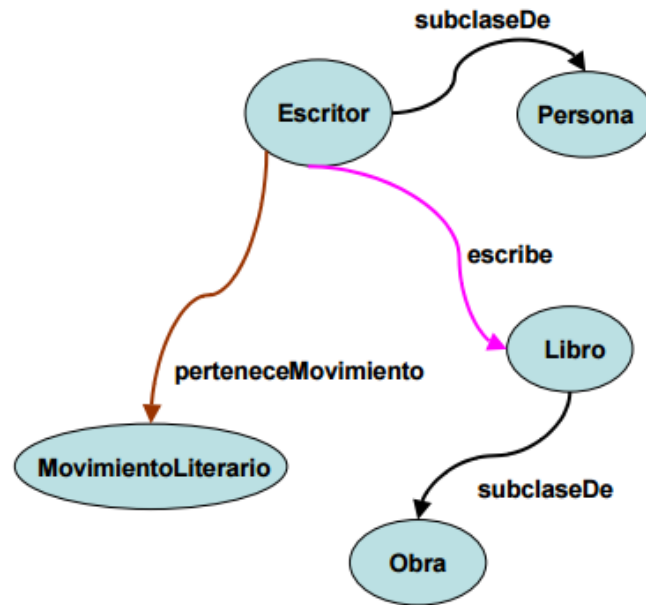 subclaseDe
Escritor
Persona
escribe
Libro
perteneceMovimiento
MovimientoLiterario
subclaseDe
Obra